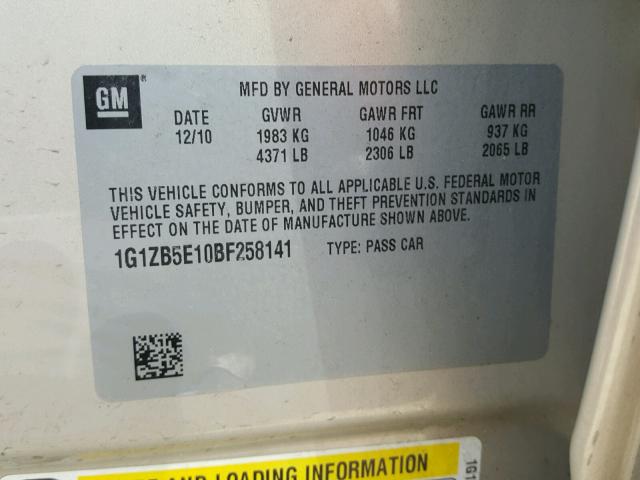 GM ®
MFD BY GENERAL MOTORS LLC
DATE GVWR GAWR FRT GAWR RR
12/10 1983 KG 1046 KG 937 KG
4371 LB 2306 LB 2065 LB
THIS VEHICLE CONFORMS TO ALL APPLICABLE U.S. FEDERAL MOTOR
VEHICLE SAFETY, BUMPER, AND THEFT PREVENTION STANDARDS IN
EFFECT ON THE DATE OF MANUFACTURE SHOWN ABOVE.
1G1ZB5E10BF258141 TYPE: PASS CAR
AND LOADING INFORMATION
1G1